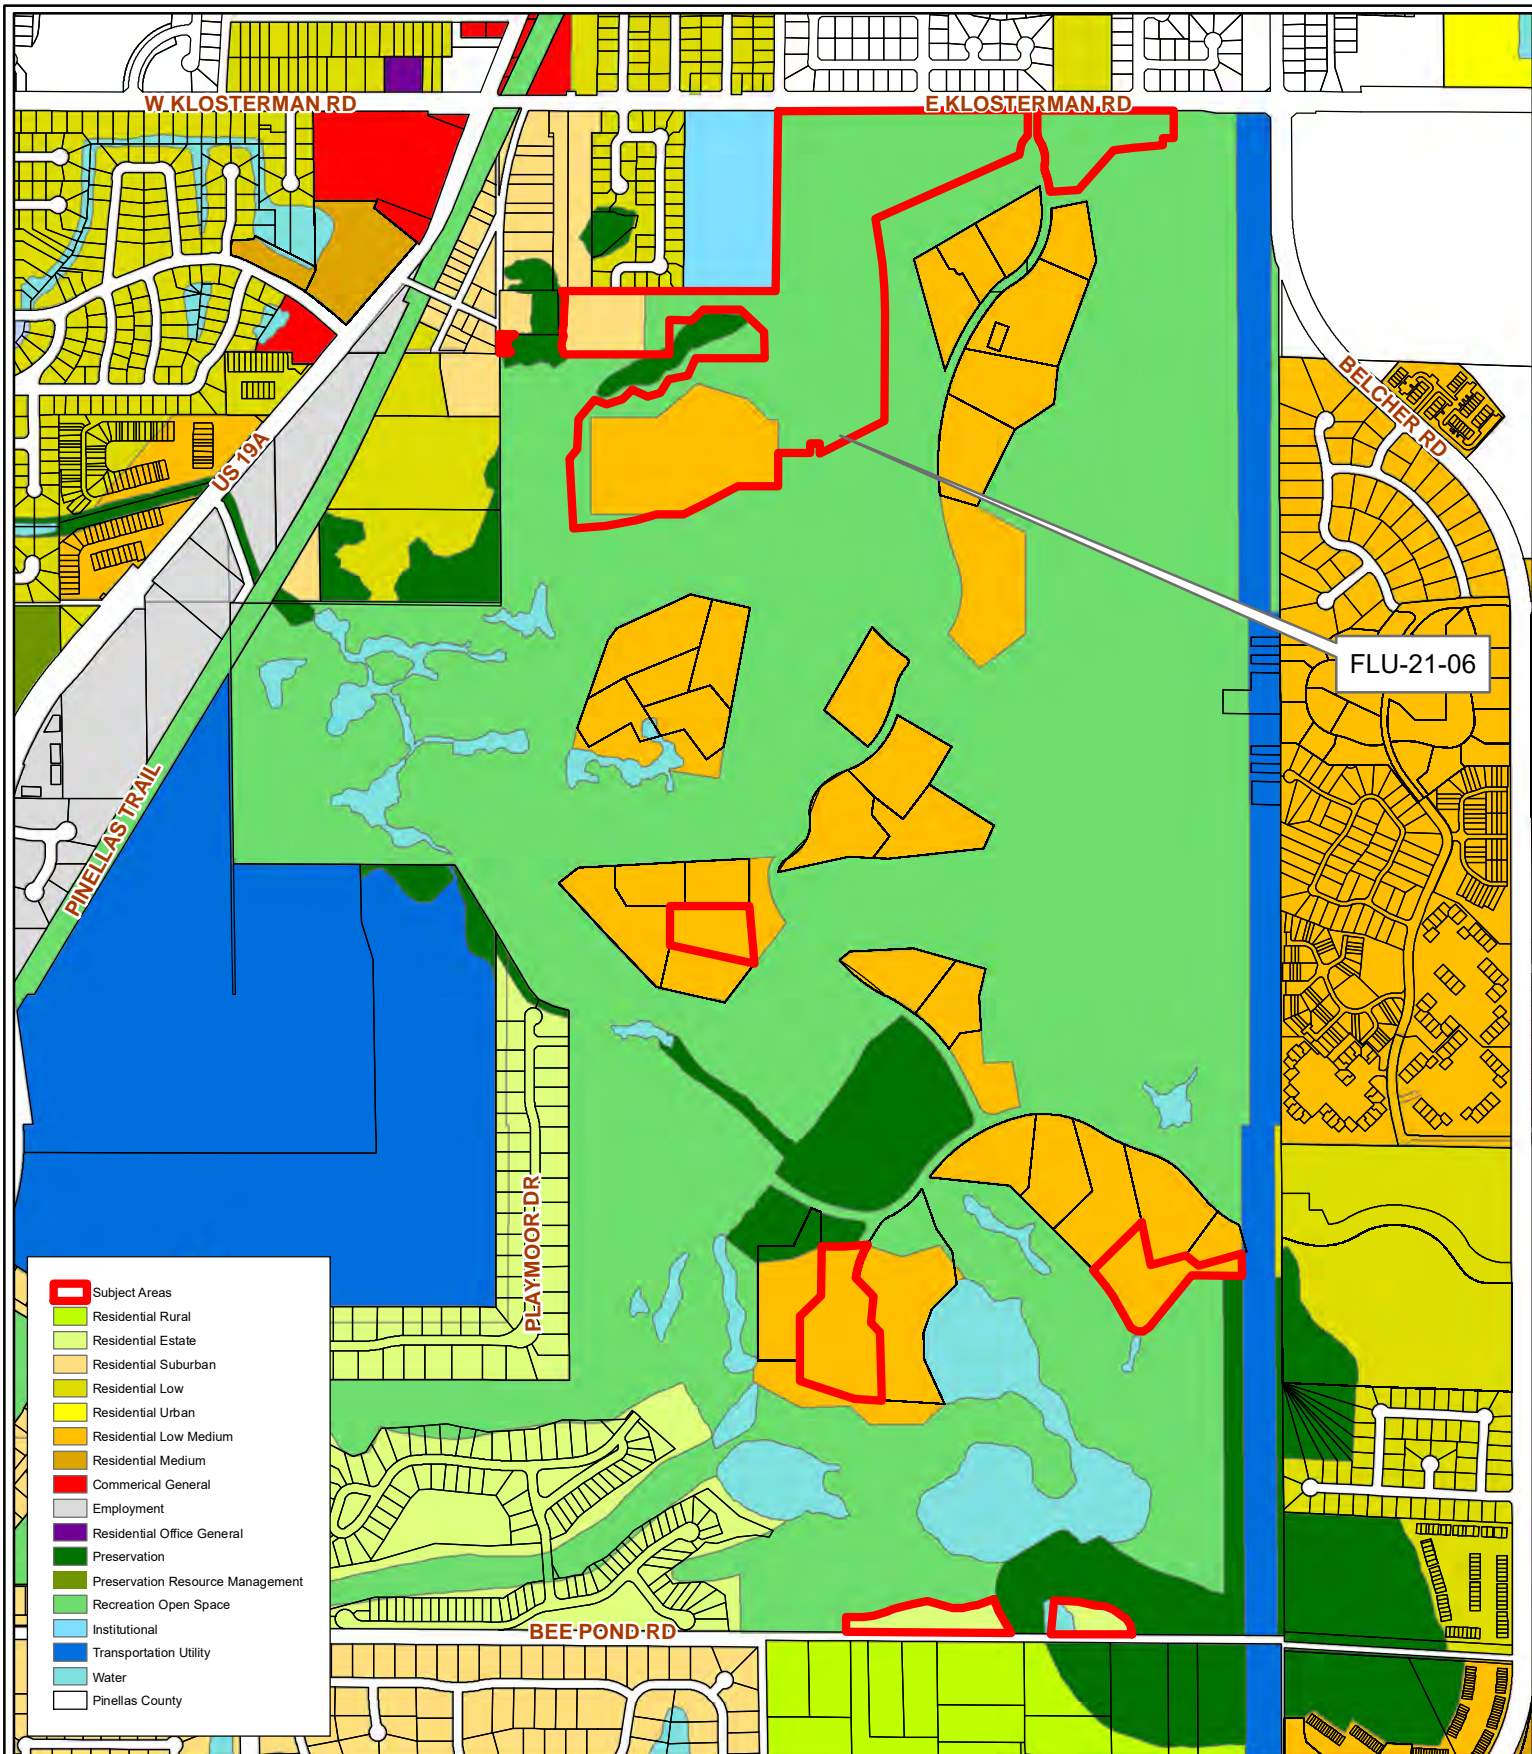 W KLOSTERMAN RD
E KLOSTERMAN RD
BELCHER RD
US 19A
FLU-21-06
PINELLAS TRAIL
PLAYMOOR DR
BEE POND RD
Subject Areas
Residential Rural
Residential Estate
Residential Suburban
Residential Low
Residential Urban
Residential Low Medium
Residential Medium
Commerical General
Employment
Residential Office General
Preservation
Preservation Resource Management
Recreation Open Space
Institutional
Transportation Utility
Water
Pinellas County